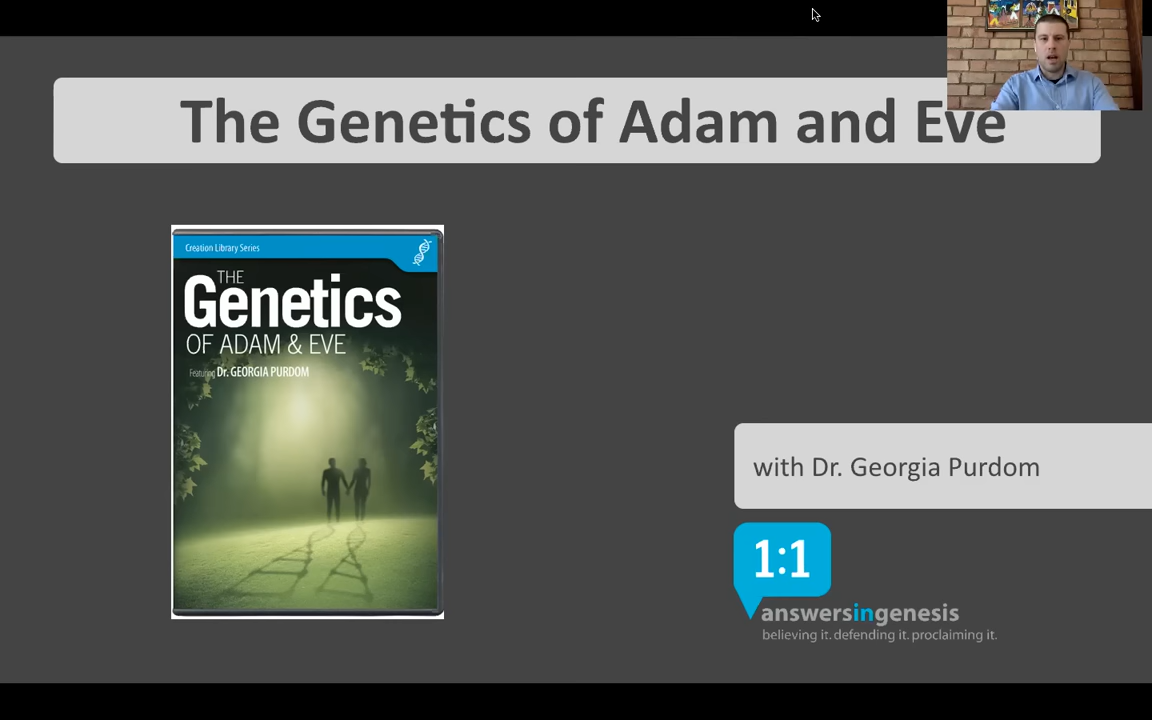 The Genetics of Adam and Eve
Creation Library Series
THE
Genetics
OF ADAM & EVE
Featuring Dr. GEORGIA PURDOM
with Dr. Georgia Purdom
1:1
answersingenesis
believing it. defending it. proclaiming it.